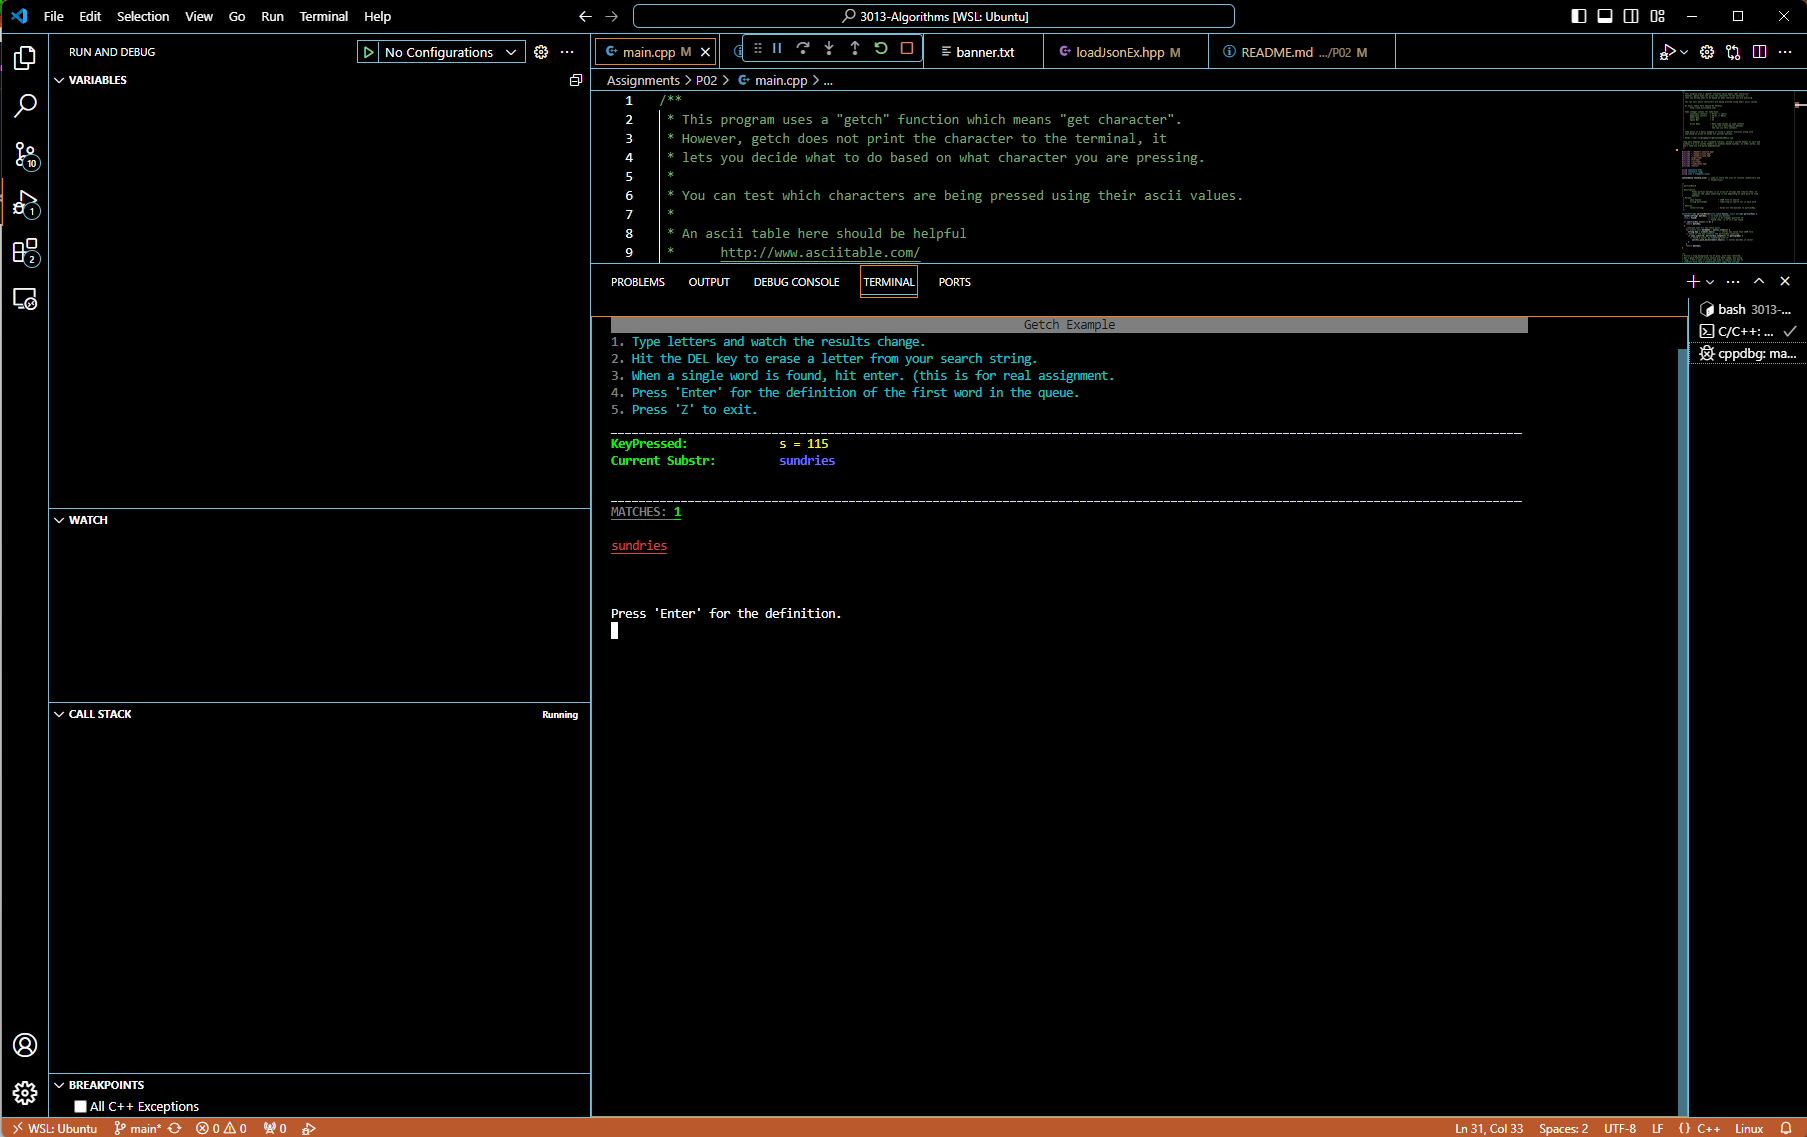 File Edit Selection View Go Run Terminal Help
3013-Algorithms [WSL: Ubuntu]
RUN AND DEBUG
No Configurations
main.cpp M
banner.txt
loadJsonEx.hpp M
README.md .../P02 M
VARIABLES
Assignments > P02 > main.cpp > ...
1 /**
2 * This program uses a "getch" function which means "get character".
3 * However, getch does not print the character to the terminal, it
4 * lets you decide what to do based on what character you are pressing.
5 *
6 * You can test which characters are being pressed using their ascii values.
7 *
8 * An ascii table here should be helpful
9 * http://www.asciitable.com/
10
1
2
PROBLEMS OUTPUT DEBUG CONSOLE TERMINAL PORTS
bash 3013-...
C/C++: ...
cppdbg: ma...
Getch Example
1. Type letters and watch the results change.
2. Hit the DEL key to erase a letter from your search string.
3. When a single word is found, hit enter. (this is for real assignment.
4. Press 'Enter' for the definition of the first word in the queue.
5. Press 'Z' to exit.
KeyPressed: s = 115
Current Substr: sundries
MATCHES: 1
sundries
Press 'Enter' for the definition.
WATCH
CALL STACK
Running
BREAKPOINTS
All C++ Exceptions
WSL: Ubuntu main* 0 0 0
Ln 31, Col 33 Spaces: 2 UTF-8 LF {} C++ Linux